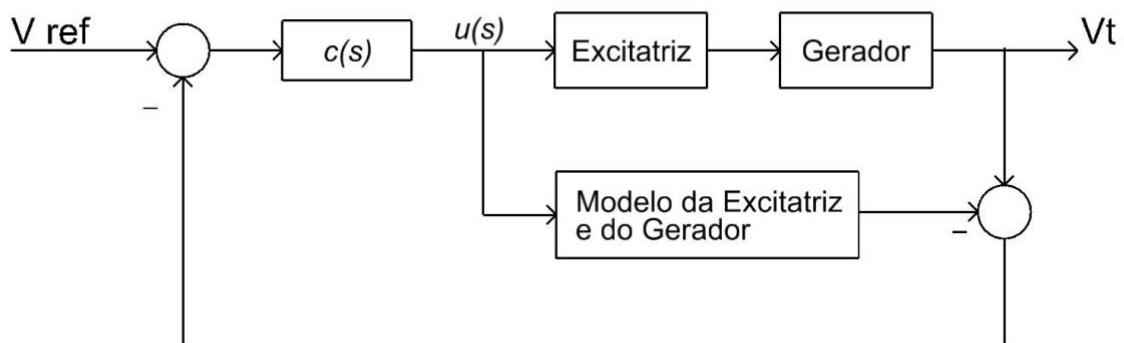 V ref
c(s)
u(s)
Excitatriz
Gerador
Vt
–
Modelo da Excitatriz
e do Gerador
–